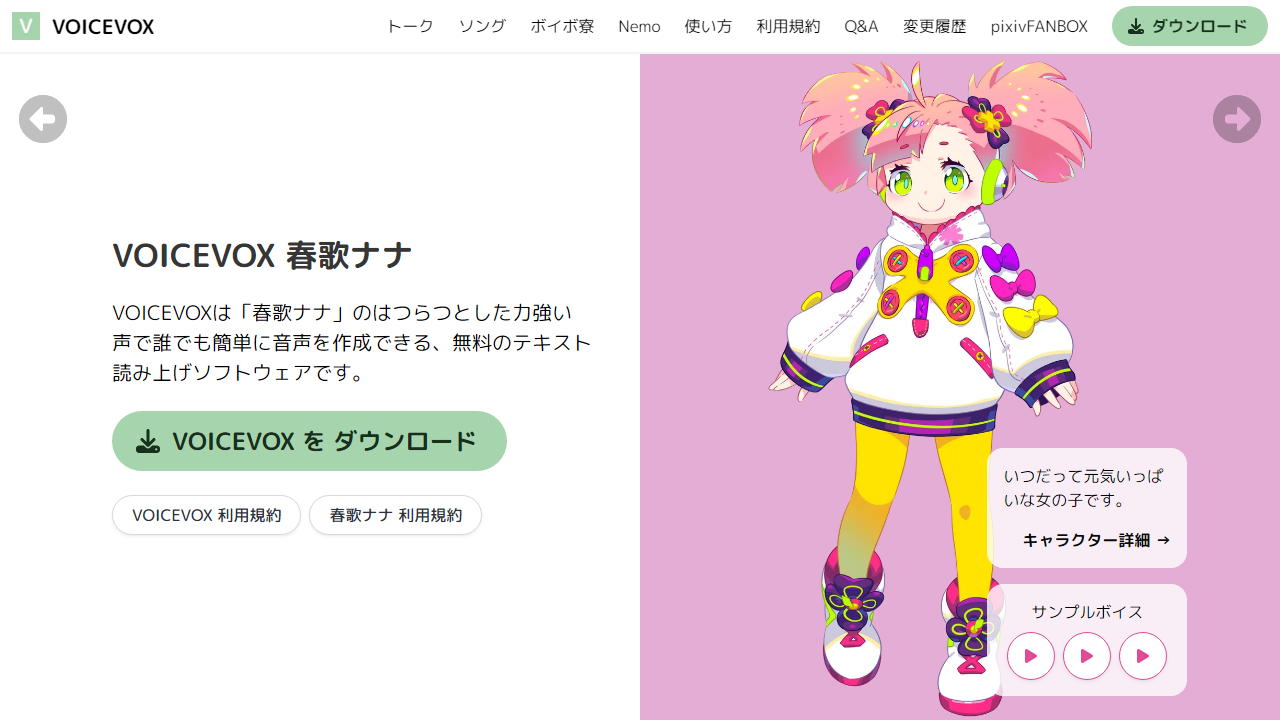 V VOICEVOX トーク ソング ボイボ寮 Nemo 使い方 利用規約 Q&A 変更履歴 pixivFANBOX ダウンロード
VOICEVOX 春歌ナナ
VOICEVOXは「春歌ナナ」のはつらつとした力強い
声で誰でも簡単に音声を作成できる、無料のテキスト
読み上げソフトウェアです。
VOICEVOX を ダウンロード
VOICEVOX 利用規約 春歌ナナ 利用規約
いつだって元気いっぱ
いな女の子です。
キャラクター詳細 →
サンプルボイス